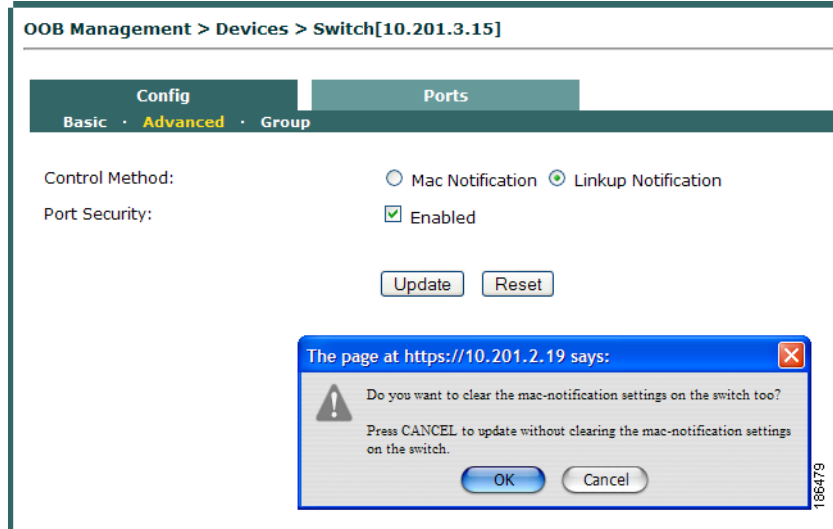 OOB Management > Devices > Switch[10.201.3.15]
Config
Ports
Basic · Advanced · Group
Control Method:
Mac Notification
Linkup Notification
Port Security:
Enabled
Update
Reset
The page at https://10.201.2.19 says:
Do you want to clear the mac-notification settings on the switch too?
Press CANCEL to update without clearing the mac-notification settings
on the switch.
OK
Cancel
186479